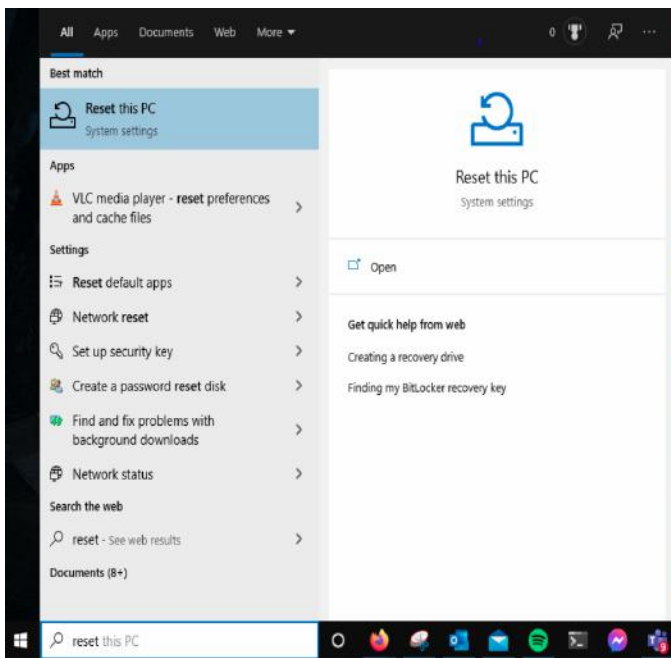 All Apps Documents Web More
0
Best match
Reset this PC
System settings
Apps
VLC media player - reset preferences
and cache files
Settings
Reset default apps
Network reset
Set up security key
Create a password reset disk
Find and fix problems with
background downloads
Network status
Search the web
reset - See web results
Documents (8+)
Reset this PC
System settings
Open
Get quick help from web
Creating a recovery drive
Finding my BitLocker recovery key
reset this PC